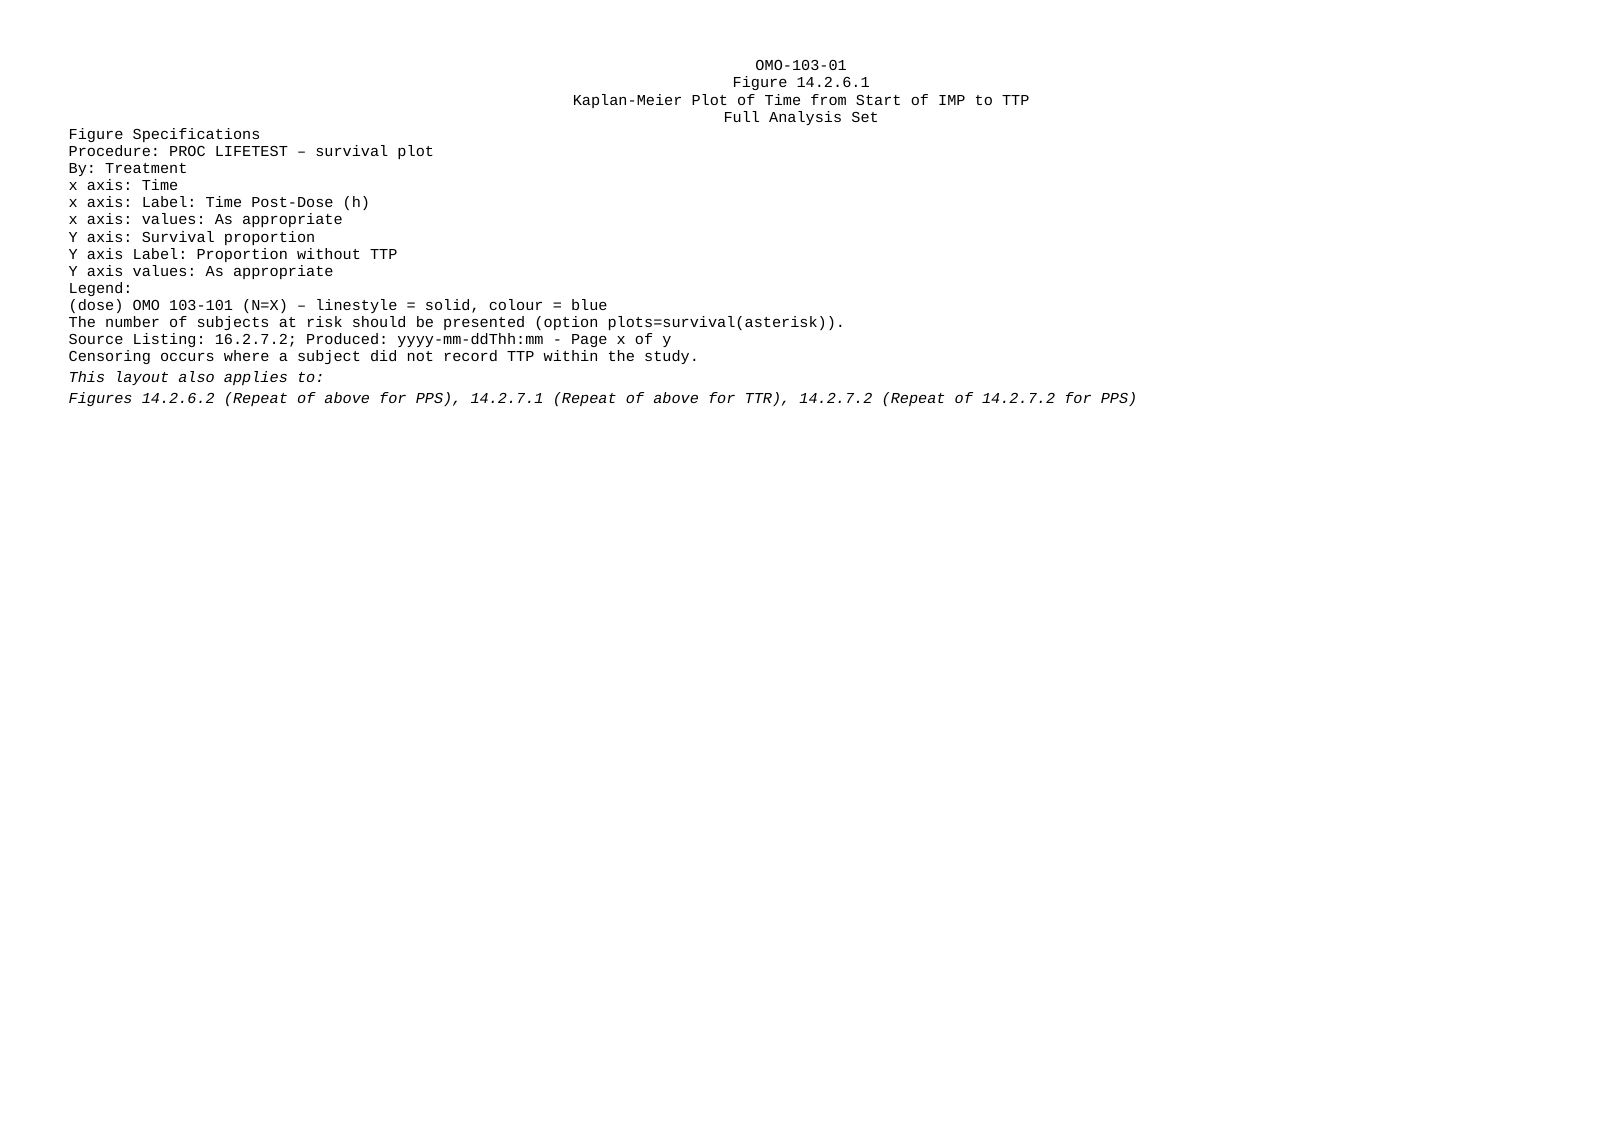 OMO-103-01
Figure 14.2.6.1
Kaplan-Meier Plot of Time from Start of IMP to TTP
Full Analysis Set
Figure Specifications
Procedure: PROC LIFETEST – survival plot
By: Treatment
x axis: Time
x axis: Label: Time Post-Dose (h)
x axis: values: As appropriate
Y axis: Survival proportion
Y axis Label: Proportion without TTP
Y axis values: As appropriate
Legend:
(dose) OMO 103-101 (N=X) – linestyle = solid, colour = blue
The number of subjects at risk should be presented (option plots=survival(asterisk)).
Source Listing: 16.2.7.2; Produced: yyyy-mm-ddThh:mm - Page x of y
Censoring occurs where a subject did not record TTP within the study.
This layout also applies to:
Figures 14.2.6.2 (Repeat of above for PPS), 14.2.7.1 (Repeat of above for TTR), 14.2.7.2 (Repeat of 14.2.7.2 for PPS)